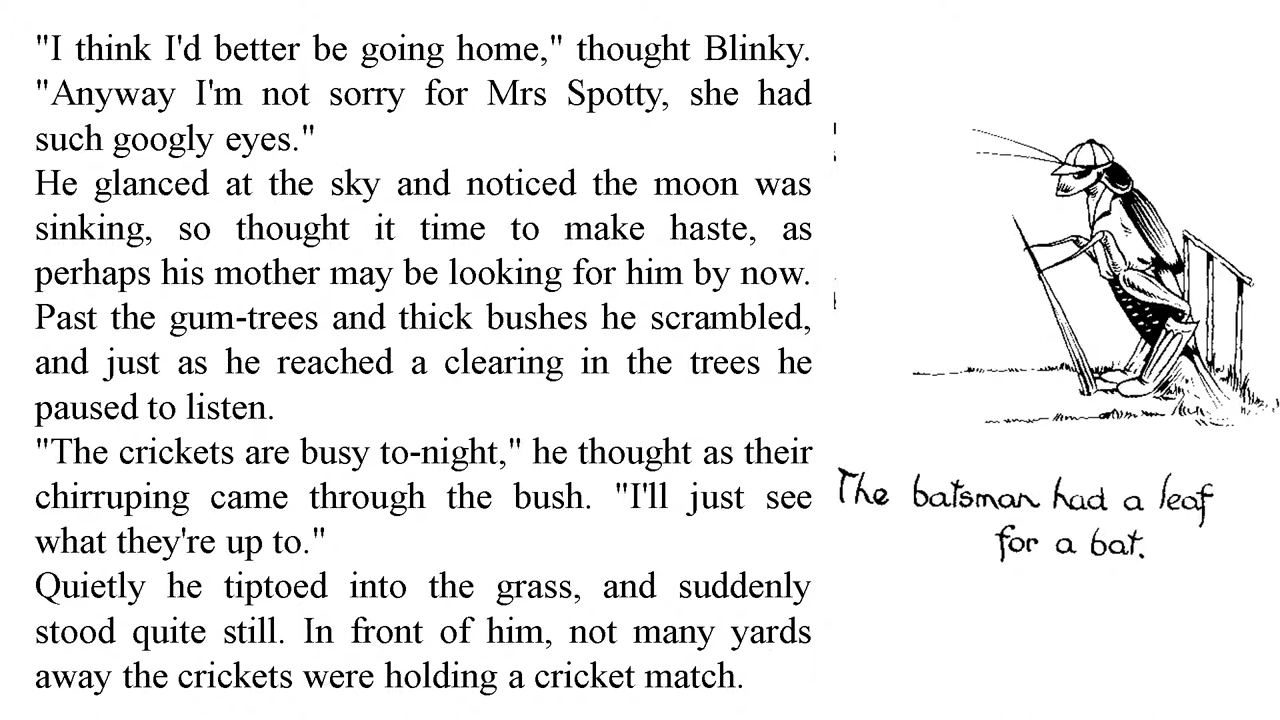 "I think I'd better be going home," thought Blinky.
"Anyway I'm not sorry for Mrs Spotty, she had
such googly eyes."
He glanced at the sky and noticed the moon was
sinking, so thought it time to make haste, as
perhaps his mother may be looking for him by now.
Past the gum-trees and thick bushes he scrambled,
and just as he reached a clearing in the trees he
paused to listen.
"The crickets are busy to-night," he thought as their
chirruping came through the bush. "I'll just see
what they're up to."
Quietly he tiptoed into the grass, and suddenly
stood quite still. In front of him, not many yards
away the crickets were holding a cricket match.
The batsman had a leaf
for a bat.